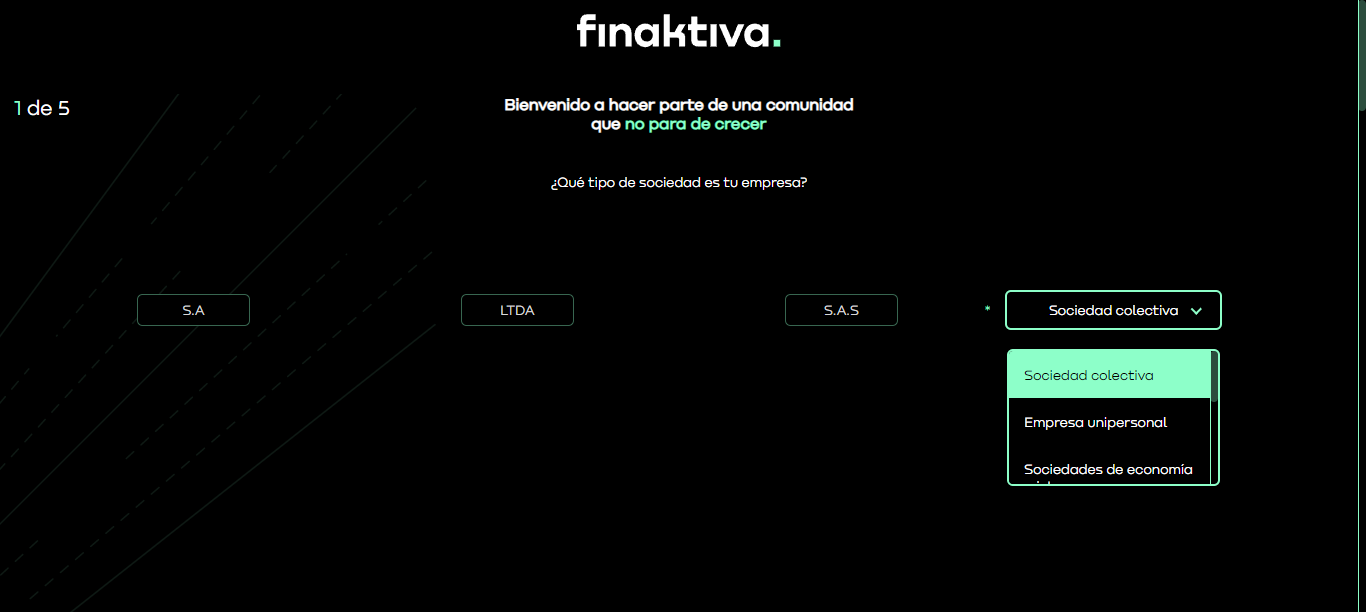 finaktiva.
1 de 5
Bienvenido a hacer parte de una comunidad
que no para de crecer
¿Qué tipo de sociedad es tu empresa?
S.A
LTDA
S.A.S
* Sociedad colectiva
Sociedad colectiva
Empresa unipersonal
Sociedades de economía